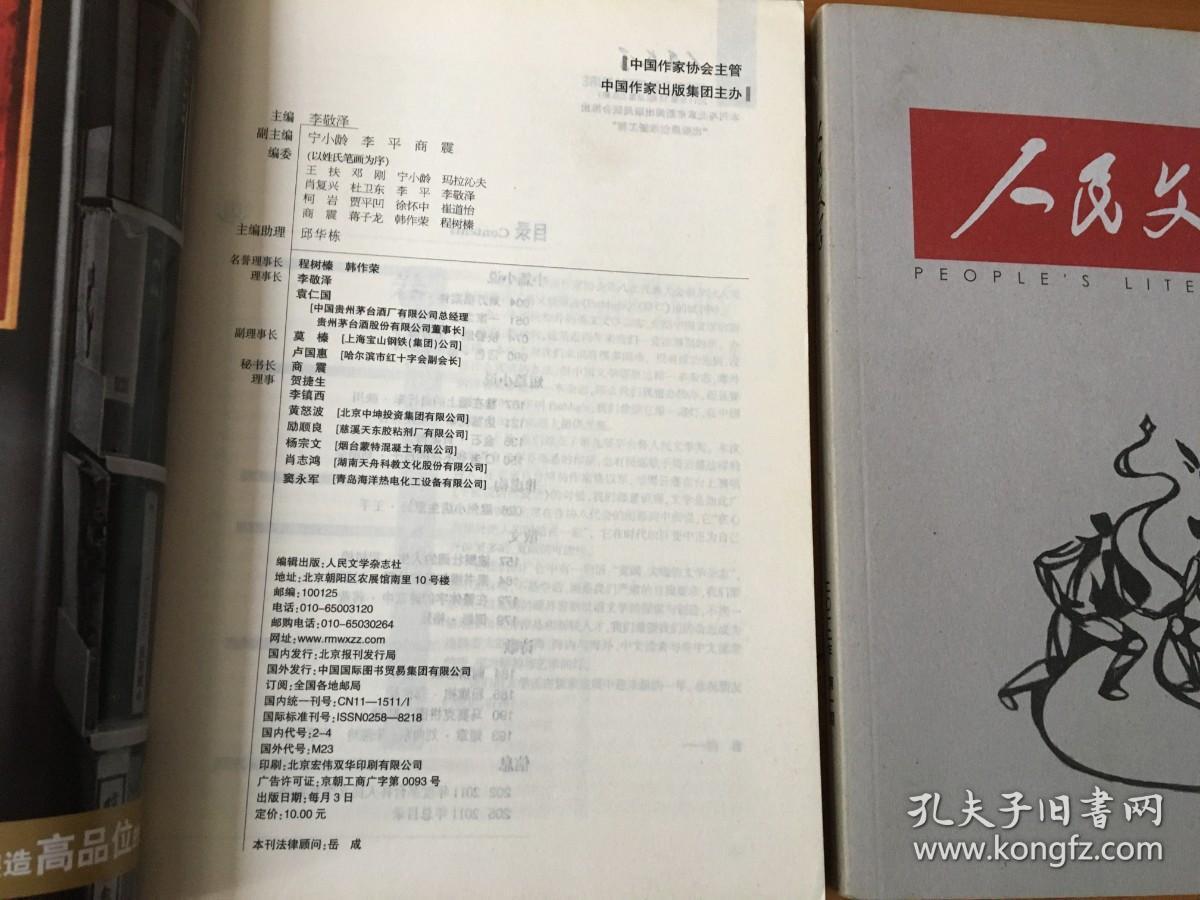 中国作家协会主管
中国作家出版集团主办
主编 李敬泽
副主编 宁小龄 李 平 商 震
编委 (以姓氏笔画为序)
王 扶 邓 刚 宁小龄 玛拉沁夫
肖复兴 杜卫东 李 平 李敬泽
柯 岩 贾平凹 徐怀中 崔道怡
商 震 蒋子龙 韩作荣 程树榛
主编助理 邱华栋
名誉理事长 程树榛 韩作荣
理事长 李敬泽
袁仁国
[中国贵州茅台酒厂有限公司总经理
贵州茅台酒股份有限公司董事长]
副理事长 莫 榛 [上海宝山钢铁(集团)公司]
卢国惠 [哈尔滨市红十字会副会长]
秘书长 商 震
理事 贺捷生
李镇西
黄怒波 [北京中坤投资集团有限公司]
励顺良 [慈溪天东胶粘剂厂有限公司]
杨宗文 [烟台蒙特混凝土有限公司]
肖志鸿 [湖南天舟科教文化股份有限公司]
窦永军 [青岛海洋热电化工设备有限公司]
编辑出版:人民文学杂志社
地址:北京朝阳区农展馆南里10号楼
邮编:100125
电话:010-65003120
邮购电话:010-65030264
网址:www.rmwxzz.com
国内发行:北京报刊发行局
国外发行:中国国际图书贸易集团有限公司
订阅:全国各地邮局
国内统一刊号:CN11—1511/I
国际标准刊号:ISSN0258—8218
国内代号:2-4
国外代号:M23
印刷:北京宏伟双华印刷有限公司
广告许可证:京朝工商广字第0093号
出版日期:每月3日
定价:10.00元
本刊法律顾问:岳 成
造高品位
人民文
PEOPLE'S LITE
孔夫子旧书网
www.kongfz.com